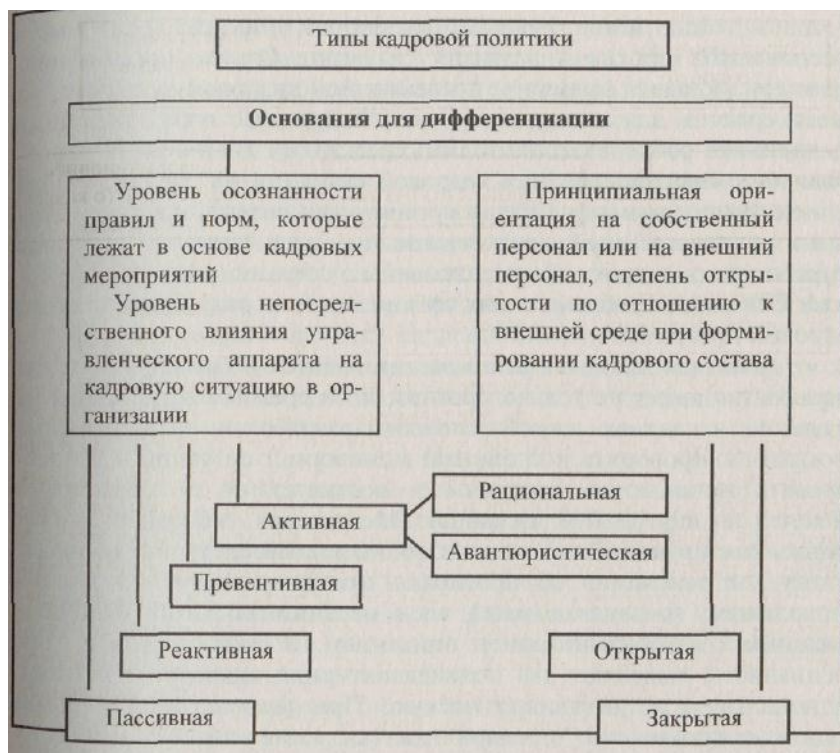 Типы кадровой политики
Основания для дифференциации
Уровень осознанности
правил и норм, которые
лежат в основе кадровых
мероприятий
Уровень непосред-
ственного влияния упра-
вленческого аппарата на
кадровую ситуацию в ор-
ганизации
Принципиальная ори-
ентация на собственный
персонал или на внешний
персонал, степень откры-
тости по отношению к
внешней среде при форми-
ровании кадрового состава
Рациональная
Активная
Авантюристическая
Превентивная
Реактивная
Открытая
Пассивная
Закрытая